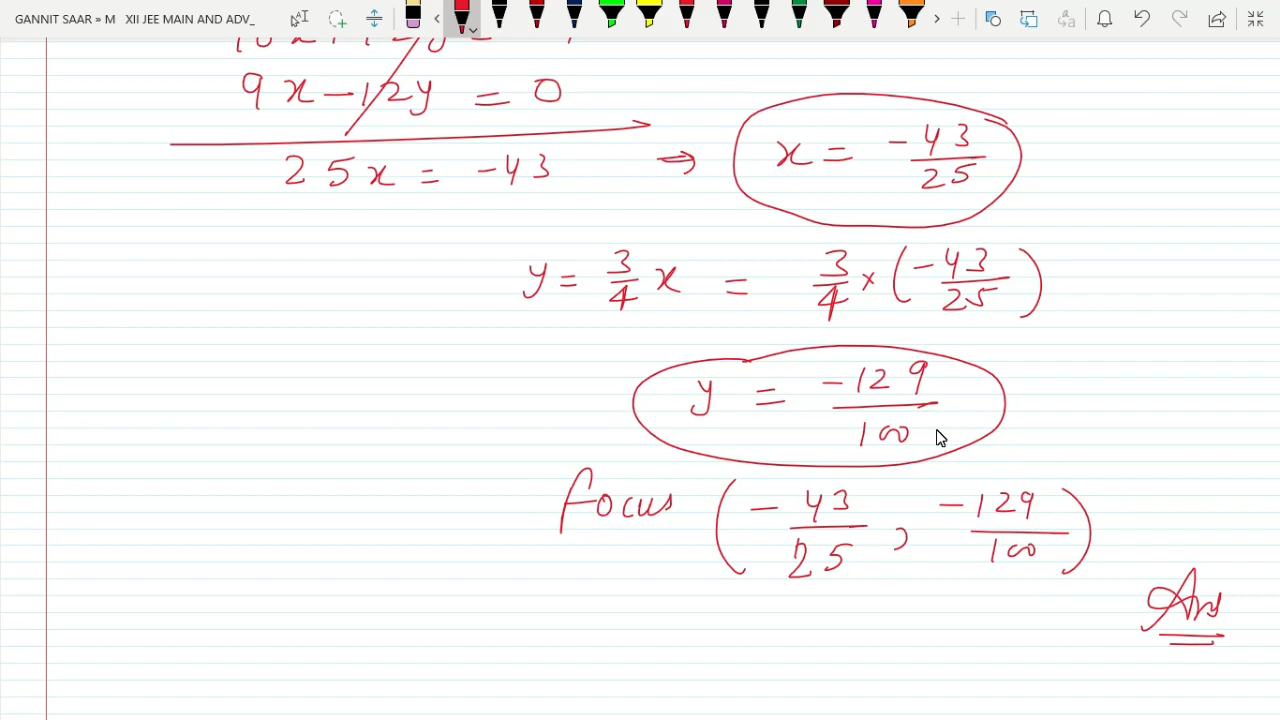 GANNIT SAAR » M XII JEE MAIN AND ADV_
9x - 12y = 0
25x = -43 ⇒ x = -43/25
y = 3/4 x = 3/4 × (-43/25)
y = -129/100
focus (-43/25, -129/100)
Ans